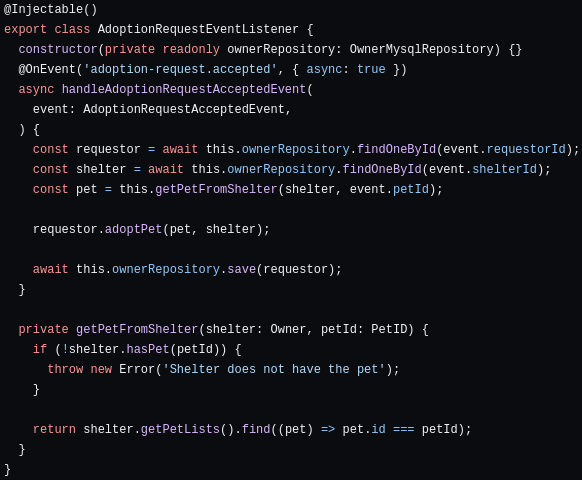 @Injectable()
export class AdoptionRequestEventListener {
  constructor(private readonly ownerRepository: OwnerMysqlRepository) {}
  @OnEvent('adoption-request.accepted', { async: true })
  async handleAdoptionRequestAcceptedEvent(
    event: AdoptionRequestAcceptedEvent,
  ) {
    const requestor = await this.ownerRepository.findOneById(event.requestorId);
    const shelter = await this.ownerRepository.findOneById(event.shelterId);
    const pet = this.getPetFromShelter(shelter, event.petId);

    requestor.adoptPet(pet, shelter);

    await this.ownerRepository.save(requestor);
  }

  private getPetFromShelter(shelter: Owner, petId: PetID) {
    if (!shelter.hasPet(petId)) {
      throw new Error('Shelter does not have the pet');
    }

    return shelter.getPetLists().find((pet) => pet.id === petId);
  }
}